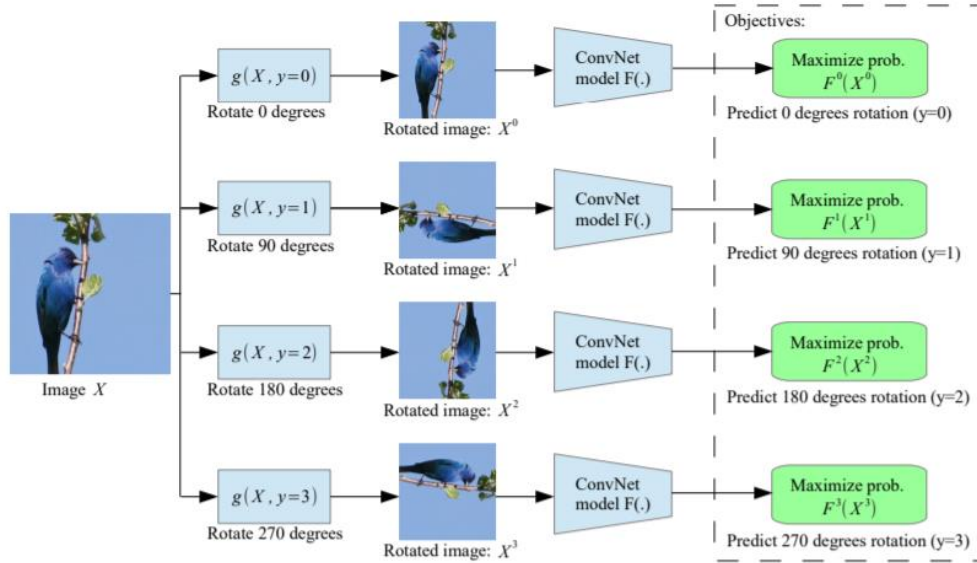 Objectives:
g(X, y=0)
Rotate 0 degrees
Rotated image: X⁰
ConvNet
model F(.)
Maximize prob.
F⁰(X⁰)
Predict 0 degrees rotation (y=0)
g(X, y=1)
Rotate 90 degrees
Rotated image: X¹
ConvNet
model F(.)
Maximize prob.
F¹(X¹)
Predict 90 degrees rotation (y=1)
Image X
g(X, y=2)
Rotate 180 degrees
Rotated image: X²
ConvNet
model F(.)
Maximize prob.
F²(X²)
Predict 180 degrees rotation (y=2)
g(X, y=3)
Rotate 270 degrees
Rotated image: X³
ConvNet
model F(.)
Maximize prob.
F³(X³)
Predict 270 degrees rotation (y=3)